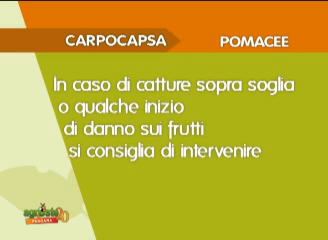 CARPOCAPSA
POMACEE
In caso di catture sopra soglia
o qualche inizio
di danno sui frutti
si consiglia di intervenire